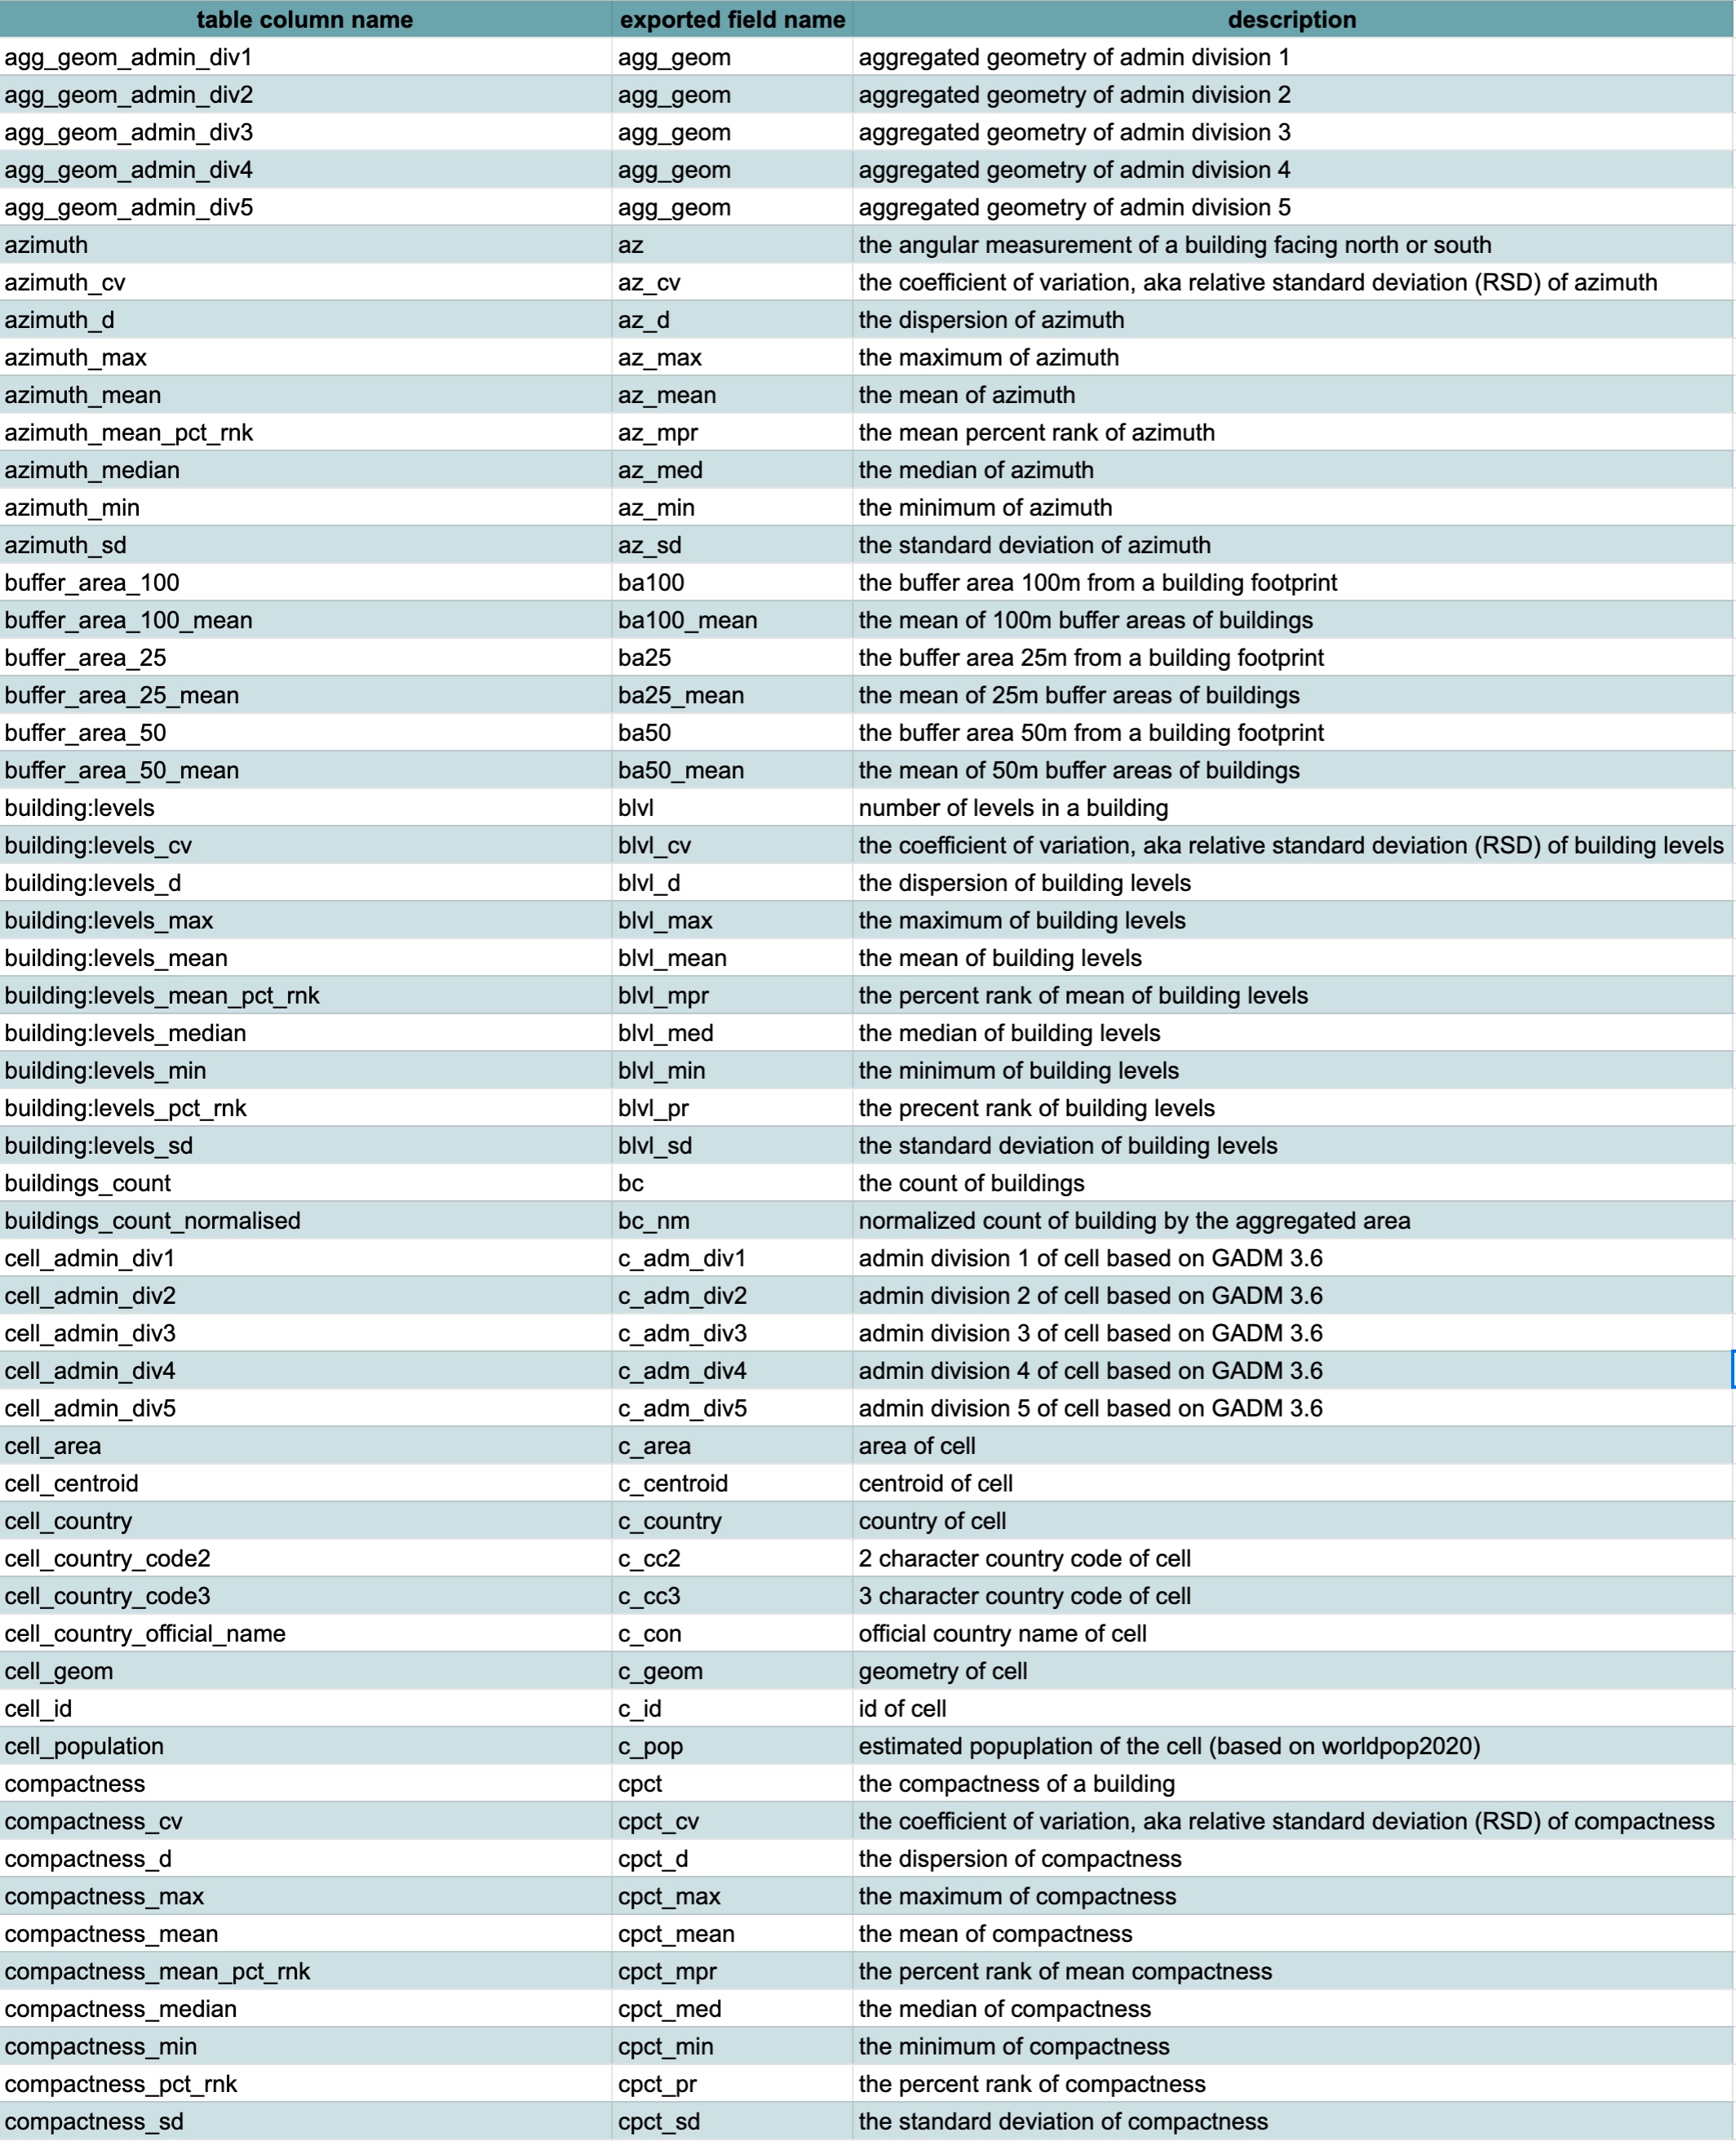 table column name exported field name description
agg_geom_admin_div1 agg_geom aggregated geometry of admin division 1
agg_geom_admin_div2 agg_geom aggregated geometry of admin division 2
agg_geom_admin_div3 agg_geom aggregated geometry of admin division 3
agg_geom_admin_div4 agg_geom aggregated geometry of admin division 4
agg_geom_admin_div5 agg_geom aggregated geometry of admin division 5
azimuth az the angular measurement of a building facing north or south
azimuth_cv az_cv the coefficient of variation, aka relative standard deviation (RSD) of azimuth
azimuth_d az_d the dispersion of azimuth
azimuth_max az_max the maximum of azimuth
azimuth_mean az_mean the mean of azimuth
azimuth_mean_pct_rnk az_mpr the mean percent rank of azimuth
azimuth_median az_med the median of azimuth
azimuth_min az_min the minimum of azimuth
azimuth_sd az_sd the standard deviation of azimuth
buffer_area_100 ba100 the buffer area 100m from a building footprint
buffer_area_100_mean ba100_mean the mean of 100m buffer areas of buildings
buffer_area_25 ba25 the buffer area 25m from a building footprint
buffer_area_25_mean ba25_mean the mean of 25m buffer areas of buildings
buffer_area_50 ba50 the buffer area 50m from a building footprint
buffer_area_50_mean ba50_mean the mean of 50m buffer areas of buildings
building:levels blvl number of levels in a building
building:levels_cv blvl_cv the coefficient of variation, aka relative standard deviation (RSD) of building levels
building:levels_d blvl_d the dispersion of building levels
building:levels_max blvl_max the maximum of building levels
building:levels_mean blvl_mean the mean of building levels
building:levels_mean_pct_rnk blvl_mpr the percent rank of mean of building levels
building:levels_median blvl_med the median of building levels
building:levels_min blvl_min the minimum of building levels
building:levels_pct_rnk blvl_pr the precent rank of building levels
building:levels_sd blvl_sd the standard deviation of building levels
buildings_count bc the count of buildings
buildings_count_normalised bc_nm normalized count of building by the aggregated area
cell_admin_div1 c_adm_div1 admin division 1 of cell based on GADM 3.6
cell_admin_div2 c_adm_div2 admin division 2 of cell based on GADM 3.6
cell_admin_div3 c_adm_div3 admin division 3 of cell based on GADM 3.6
cell_admin_div4 c_adm_div4 admin division 4 of cell based on GADM 3.6
cell_admin_div5 c_adm_div5 admin division 5 of cell based on GADM 3.6
cell_area c_area area of cell
cell_centroid c_centroid centroid of cell
cell_country c_country country of cell
cell_country_code2 c_cc2 2 character country code of cell
cell_country_code3 c_cc3 3 character country code of cell
cell_country_official_name c_con official country name of cell
cell_geom c_geom geometry of cell
cell_id c_id id of cell
cell_population c_pop estimated popuplation of the cell (based on worldpop2020)
compactness cpct the compactness of a building
compactness_cv cpct_cv the coefficient of variation, aka relative standard deviation (RSD) of compactness
compactness_d cpct_d the dispersion of compactness
compactness_max cpct_max the maximum of compactness
compactness_mean cpct_mean the mean of compactness
compactness_mean_pct_rnk cpct_mpr the percent rank of mean compactness
compactness_median cpct_med the median of compactness
compactness_min cpct_min the minimum of compactness
compactness_pct_rnk cpct_pr the percent rank of compactness
compactness_sd cpct_sd the standard deviation of compactness